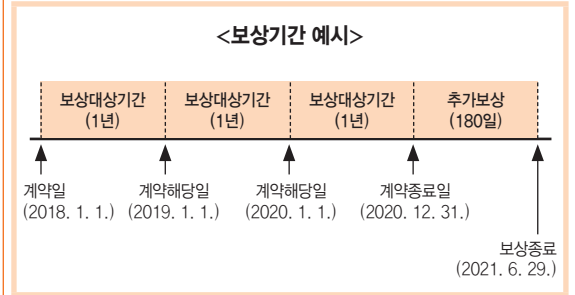 <보상기간 예시>
보상대상기간 보상대상기간 보상대상기간 추가보상
(1년) (1년) (1년) (180일)
계약일 계약해당일 계약해당일 계약종료일
(2018. 1. 1.) (2019. 1. 1.) (2020. 1. 1.) (2020. 12. 31.)
보상종료
(2021. 6. 29.)